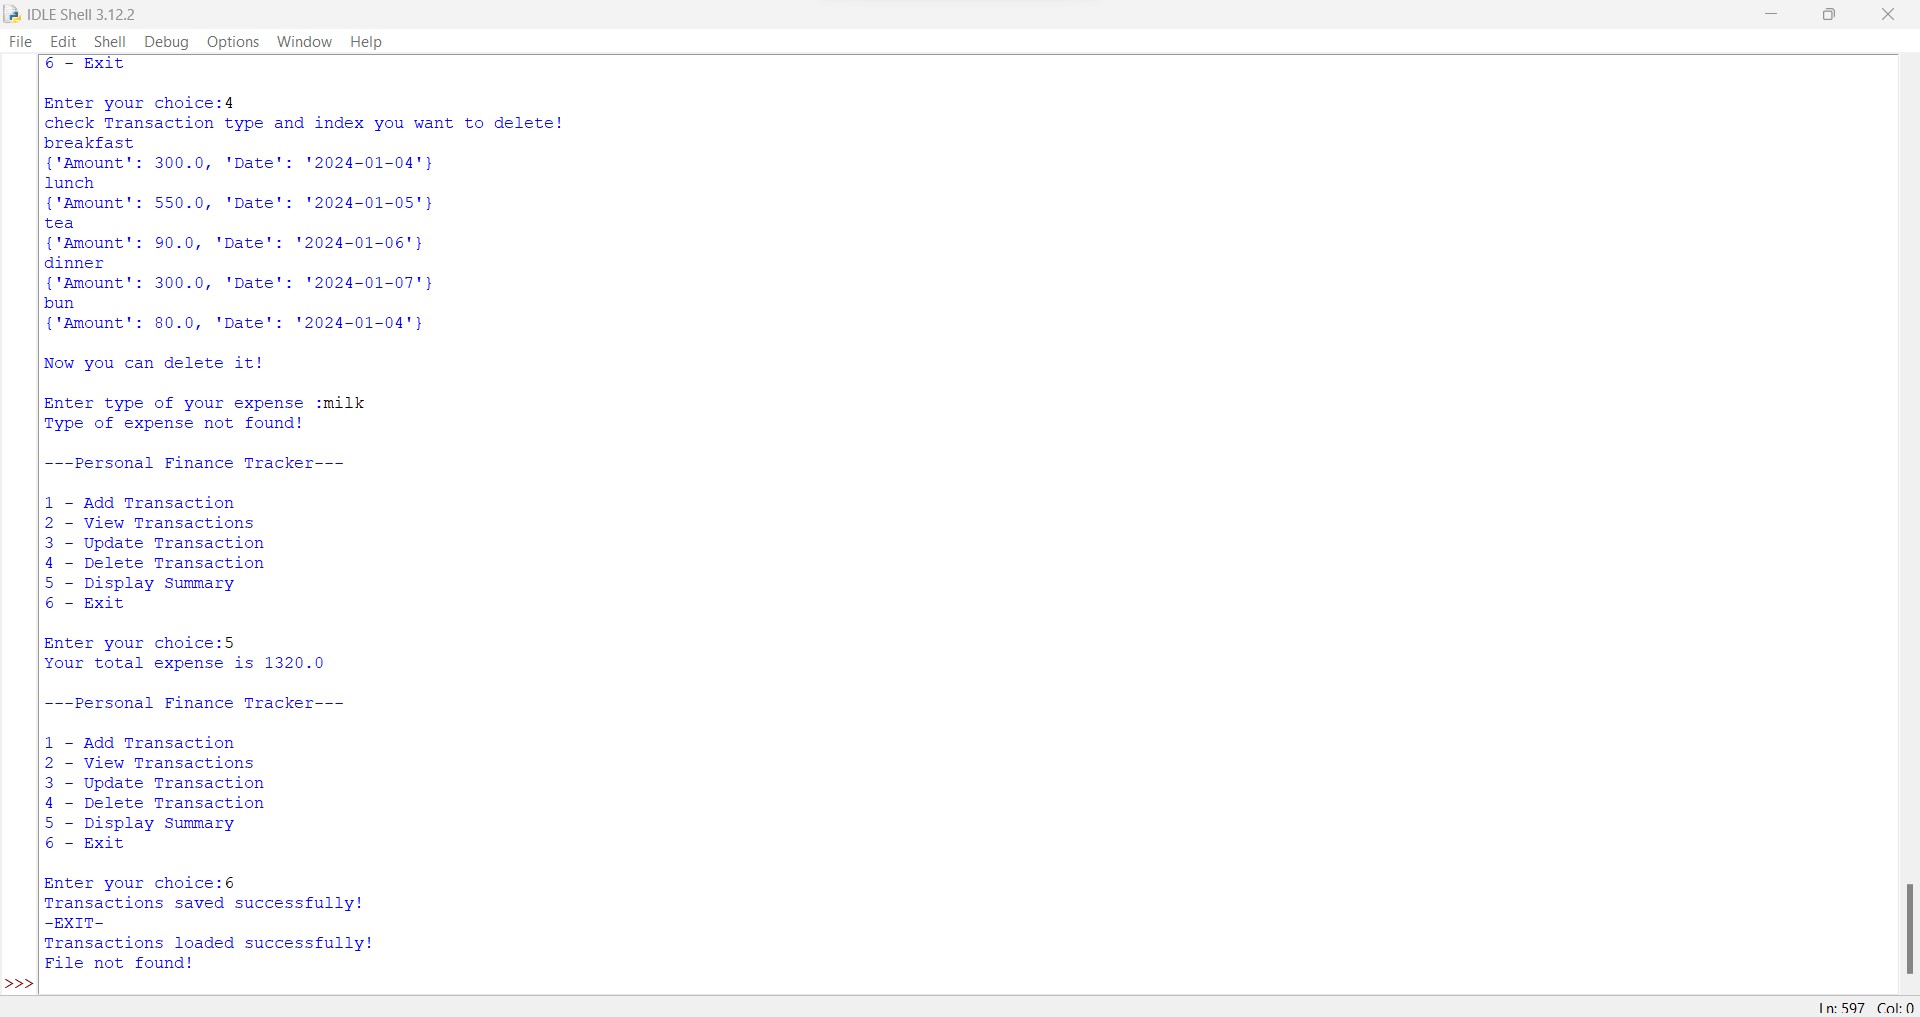 IDLE Shell 3.12.2
File Edit Shell Debug Options Window Help
6 - Exit
Enter your choice:4
check Transaction type and index you want to delete!
breakfast
{'Amount': 300.0, 'Date': '2024-01-04'}
lunch
{'Amount': 550.0, 'Date': '2024-01-05'}
tea
{'Amount': 90.0, 'Date': '2024-01-06'}
dinner
{'Amount': 300.0, 'Date': '2024-01-07'}
bun
{'Amount': 80.0, 'Date': '2024-01-04'}
Now you can delete it!
Enter type of your expense :milk
Type of expense not found!
---Personal Finance Tracker---
1 - Add Transaction
2 - View Transactions
3 - Update Transaction
4 - Delete Transaction
5 - Display Summary
6 - Exit
Enter your choice:5
Your total expense is 1320.0
---Personal Finance Tracker---
1 - Add Transaction
2 - View Transactions
3 - Update Transaction
4 - Delete Transaction
5 - Display Summary
6 - Exit
Enter your choice:6
Transactions saved successfully!
-EXIT-
Transactions loaded successfully!
File not found!
>>>
Ln: 597 Col: 0